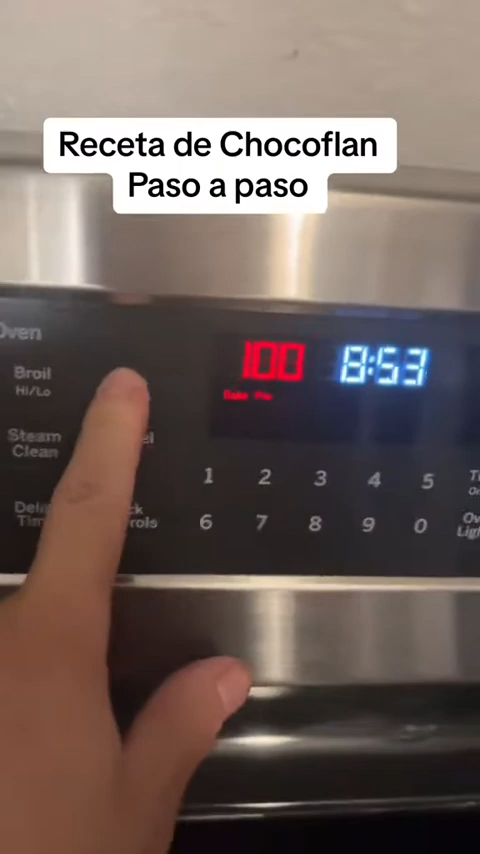 Receta de Chocoflan
Paso a paso
Oven
Broil
Hi/Lo
100 8:53
Bake Pre
Steam
Clean
1 2 3 4 5
6 7 8 9 0